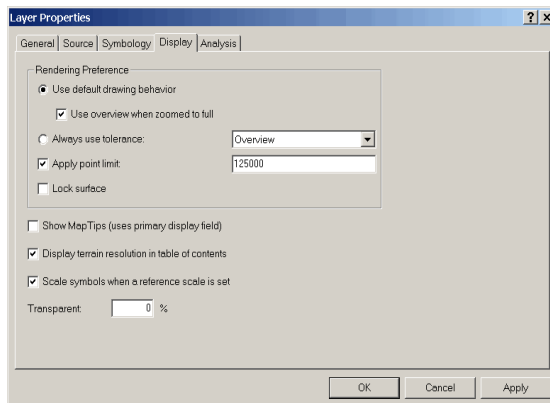 Layer Properties
General Source Symbology Display Analysis
Rendering Preference
Use default drawing behavior
Use overview when zoomed to full
Always use tolerance: Overview
Apply point limit: 125000
Lock surface
Show MapTips (uses primary display field)
Display terrain resolution in table of contents
Scale symbols when a reference scale is set
Transparent: 0 %
OK Cancel Apply